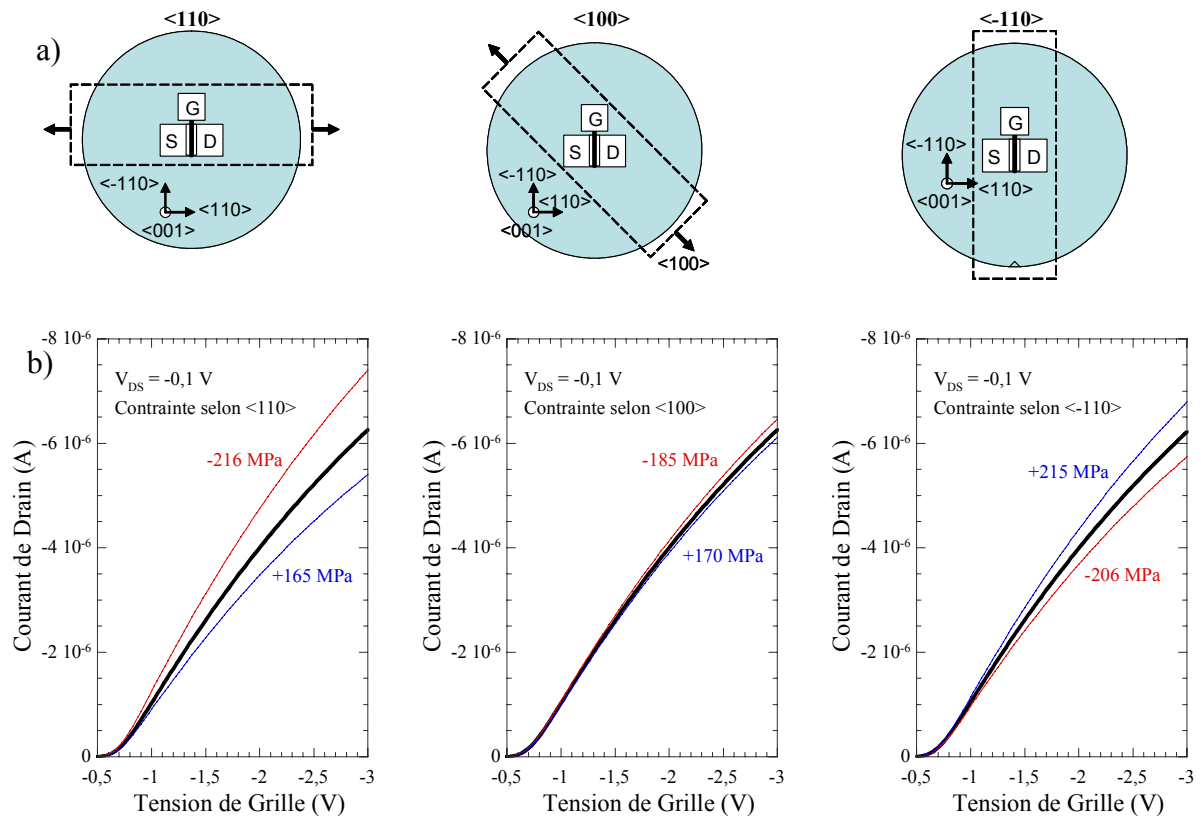 <110>
<100>
<-110>
a)
G
S D
<-110>
<110>
<001>
G
S D
<-110>
<110>
<001>
<100>
G
S D
<-110>
<110>
<001>
b)
-8 10⁻⁶
-6 10⁻⁶
-4 10⁻⁶
-2 10⁻⁶
0
Courant de Drain (A)
V_DS = -0,1 V
Contrainte selon <110>
-216 MPa
+165 MPa
-0,5 -1 -1,5 -2 -2,5 -3
Tension de Grille (V)
-8 10⁻⁶
-6 10⁻⁶
-4 10⁻⁶
-2 10⁻⁶
0
Courant de Drain (A)
V_DS = -0,1 V
Contrainte selon <100>
-185 MPa
+170 MPa
-0,5 -1 -1,5 -2 -2,5 -3
Tension de Grille (V)
-8 10⁻⁶
-6 10⁻⁶
-4 10⁻⁶
-2 10⁻⁶
0
Courant de Drain (A)
V_DS = -0,1 V
Contrainte selon <-110>
+215 MPa
-206 MPa
-0,5 -1 -1,5 -2 -2,5 -3
Tension de Grille (V)